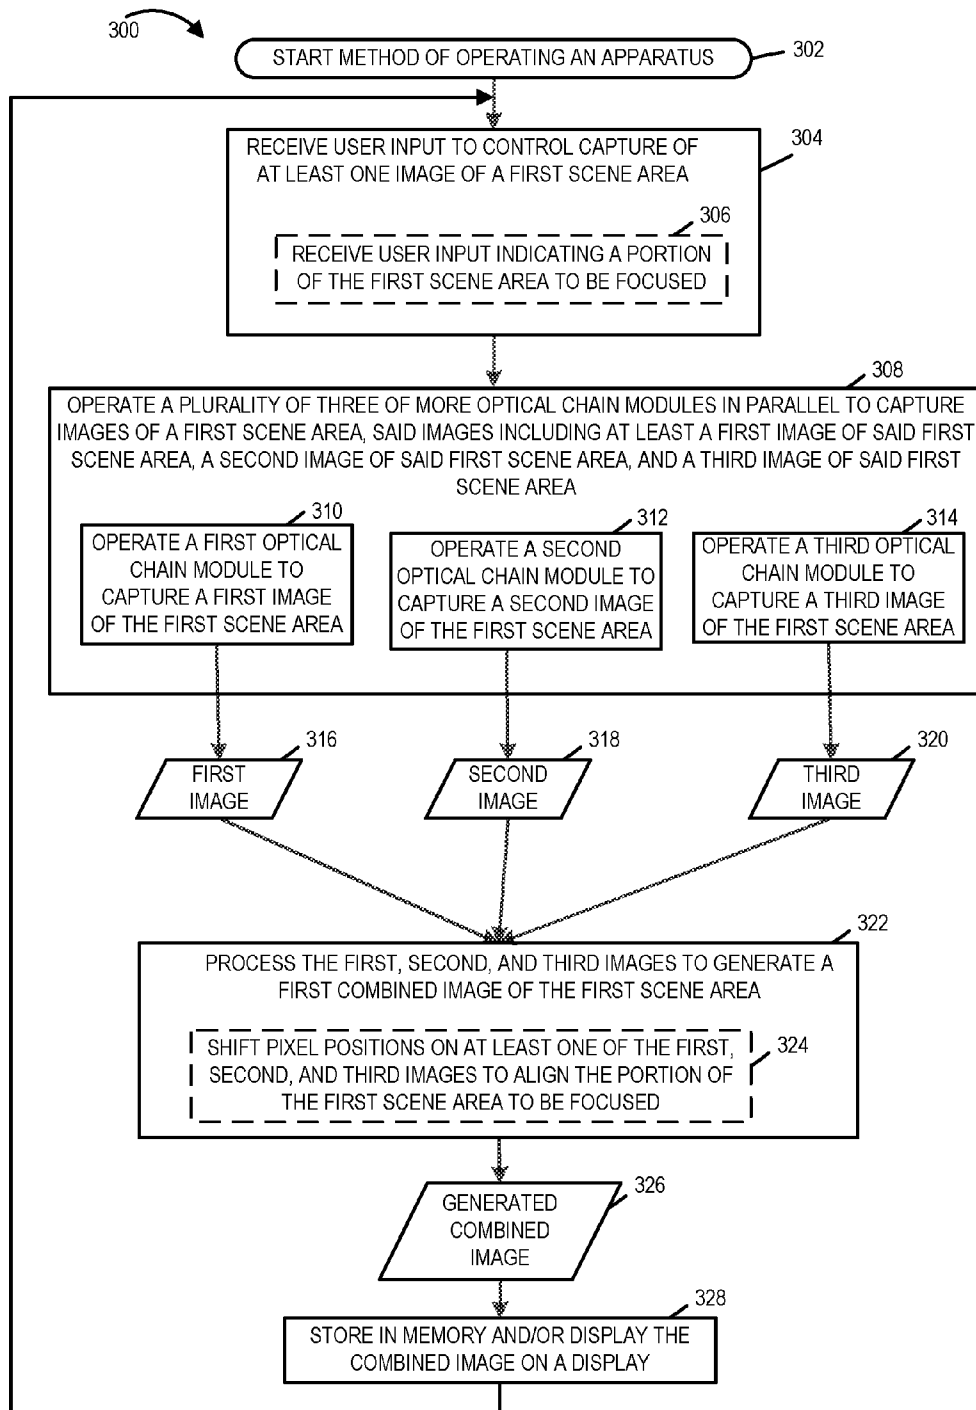 300
START METHOD OF OPERATING AN APPARATUS
302
RECEIVE USER INPUT TO CONTROL CAPTURE OF
AT LEAST ONE IMAGE OF A FIRST SCENE AREA
304
306
RECEIVE USER INPUT INDICATING A PORTION
OF THE FIRST SCENE AREA TO BE FOCUSED
308
OPERATE A PLURALITY OF THREE OF MORE OPTICAL CHAIN MODULES IN PARALLEL TO CAPTURE
IMAGES OF A FIRST SCENE AREA, SAID IMAGES INCLUDING AT LEAST A FIRST IMAGE OF SAID FIRST
SCENE AREA, A SECOND IMAGE OF SAID FIRST SCENE AREA, AND A THIRD IMAGE OF SAID FIRST
SCENE AREA
310
OPERATE A FIRST OPTICAL
CHAIN MODULE TO
CAPTURE A FIRST IMAGE
OF THE FIRST SCENE AREA
312
OPERATE A SECOND
OPTICAL CHAIN MODULE TO
CAPTURE A SECOND IMAGE
OF THE FIRST SCENE AREA
314
OPERATE A THIRD OPTICAL
CHAIN MODULE TO
CAPTURE A THIRD IMAGE
OF THE FIRST SCENE AREA
316
FIRST
IMAGE
318
SECOND
IMAGE
320
THIRD
IMAGE
322
PROCESS THE FIRST, SECOND, AND THIRD IMAGES TO GENERATE A
FIRST COMBINED IMAGE OF THE FIRST SCENE AREA
SHIFT PIXEL POSITIONS ON AT LEAST ONE OF THE FIRST,
SECOND, AND THIRD IMAGES TO ALIGN THE PORTION OF
THE FIRST SCENE AREA TO BE FOCUSED
324
GENERATED
COMBINED
IMAGE
326
328
STORE IN MEMORY AND/OR DISPLAY THE
COMBINED IMAGE ON A DISPLAY